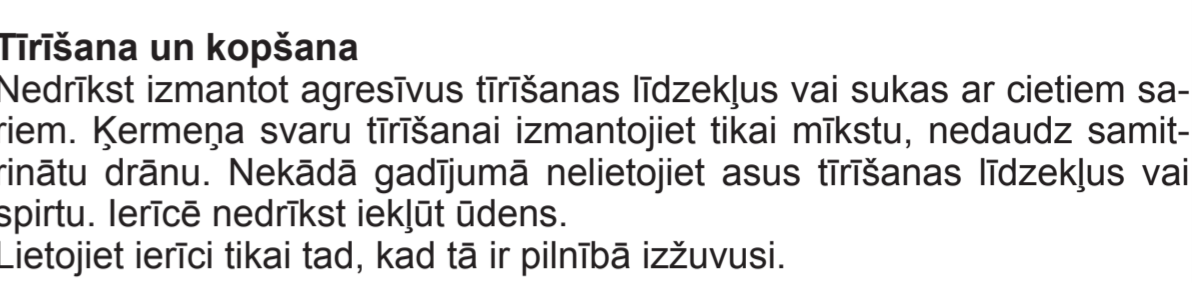 Tīrīšana un kopšana
Nedrīkst izmantot agresīvus tīrīšanas līdzekļus vai sukas ar cietiem sa-
riem. Ķermeņa svaru tīrīšanai izmantojiet tikai mīkstu, nedaudz samit-
rinātu drānu. Nekādā gadījumā nelietojiet asus tīrīšanas līdzekļus vai
spirtu. Ierīcē nedrīkst iekļūt ūdens.
Lietojiet ierīci tikai tad, kad tā ir pilnībā izžuvusi.